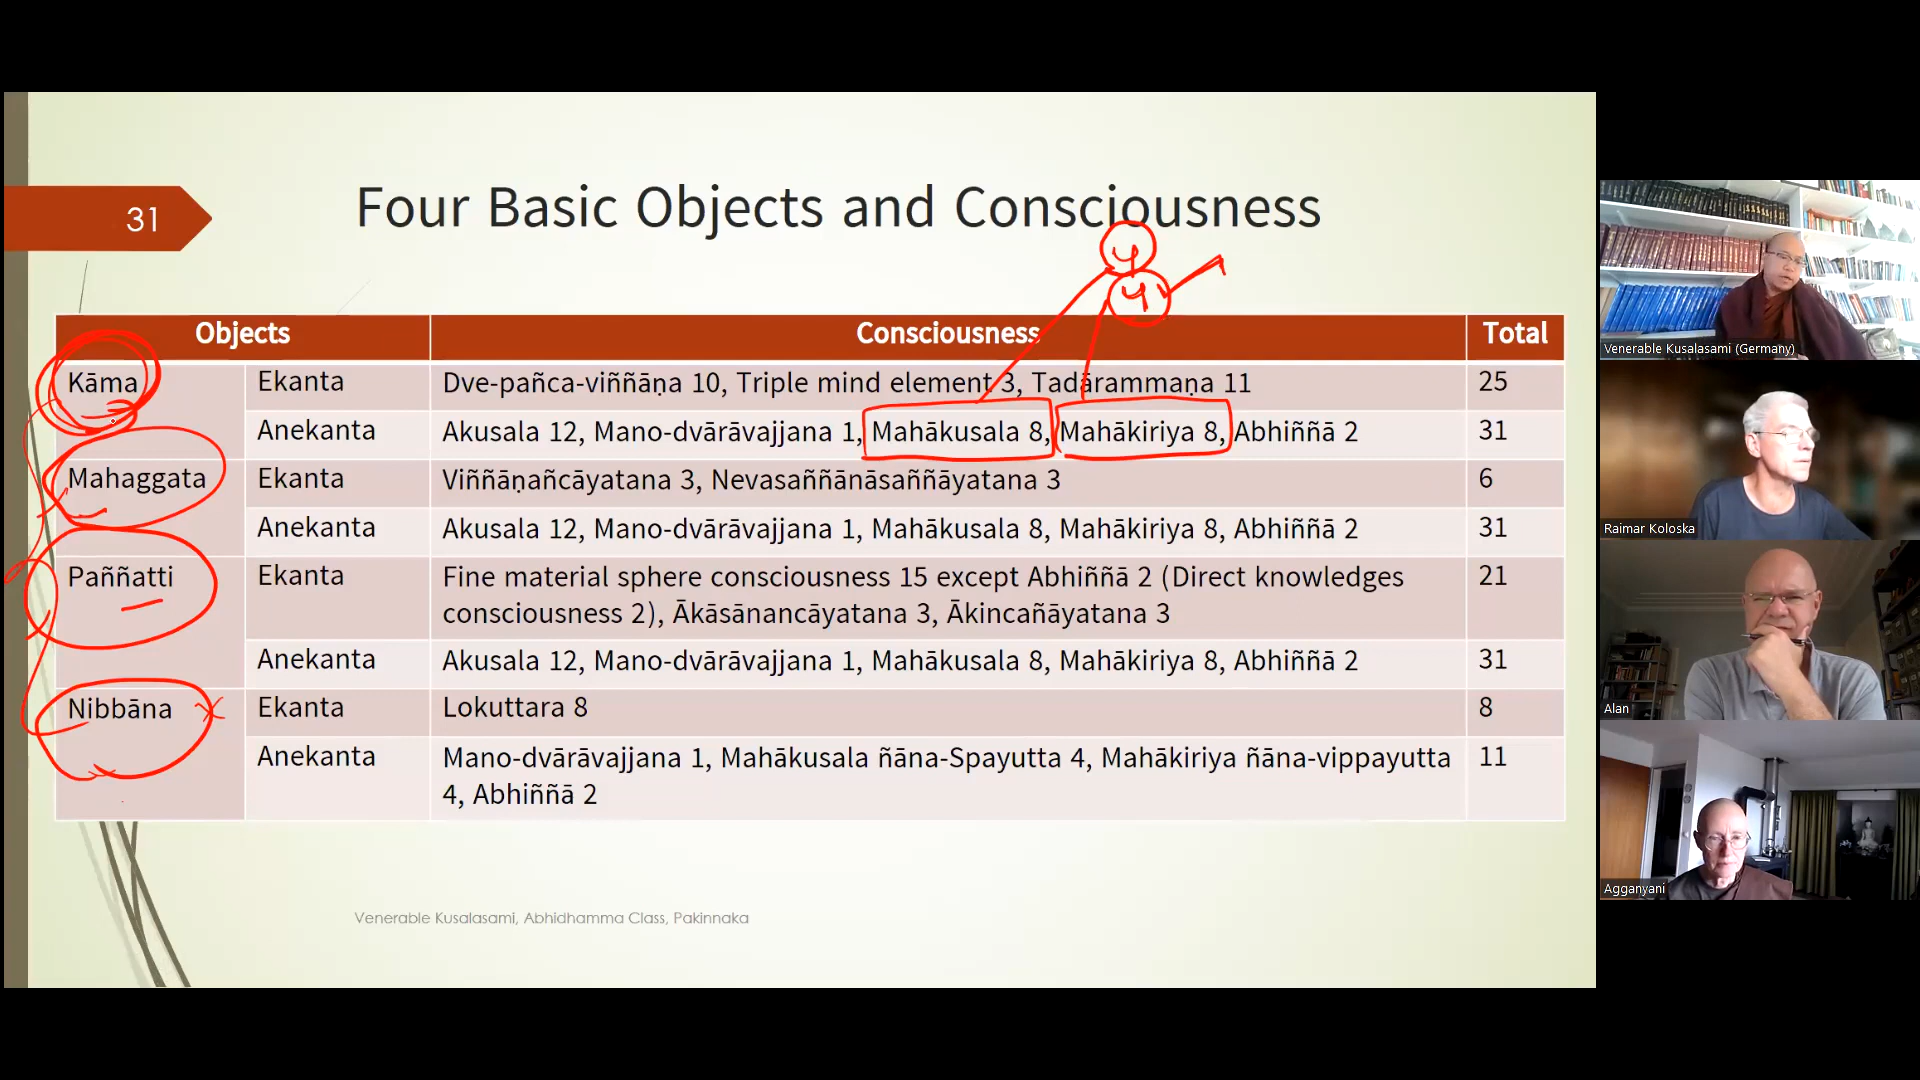 31
Four Basic Objects and Consciousness
4
4
Objects Consciousness Total
Kāma Ekanta Dve-pañca-viññāṇa 10, Triple mind element 3, Tadārammaṇa 11 25
Anekanta Akusala 12, Mano-dvārāvajjana 1, Mahākusala 8, Mahākiriya 8, Abhiññā 2 31
Mahaggata Ekanta Viññāṇañcāyatana 3, Nevasaññānāsaññāyatana 3 6
Anekanta Akusala 12, Mano-dvārāvajjana 1, Mahākusala 8, Mahākiriya 8, Abhiññā 2 31
Paññatti Ekanta Fine material sphere consciousness 15 except Abhiññā 2 (Direct knowledges 21
consciousness 2), Ākāsānancāyatana 3, Ākincañāyatana 3
Anekanta Akusala 12, Mano-dvārāvajjana 1, Mahākusala 8, Mahākiriya 8, Abhiññā 2 31
Nibbāna Ekanta Lokuttara 8 8
Anekanta Mano-dvārāvajjana 1, Mahākusala ñāna-Spayutta 4, Mahākiriya ñāna-vippayutta 11
4, Abhiññā 2
Venerable Kusalasami, Abhidhamma Class, Pakinnaka
Venerable Kusalasami (Germany)
Raimar Koloska
Alan
Agganyani